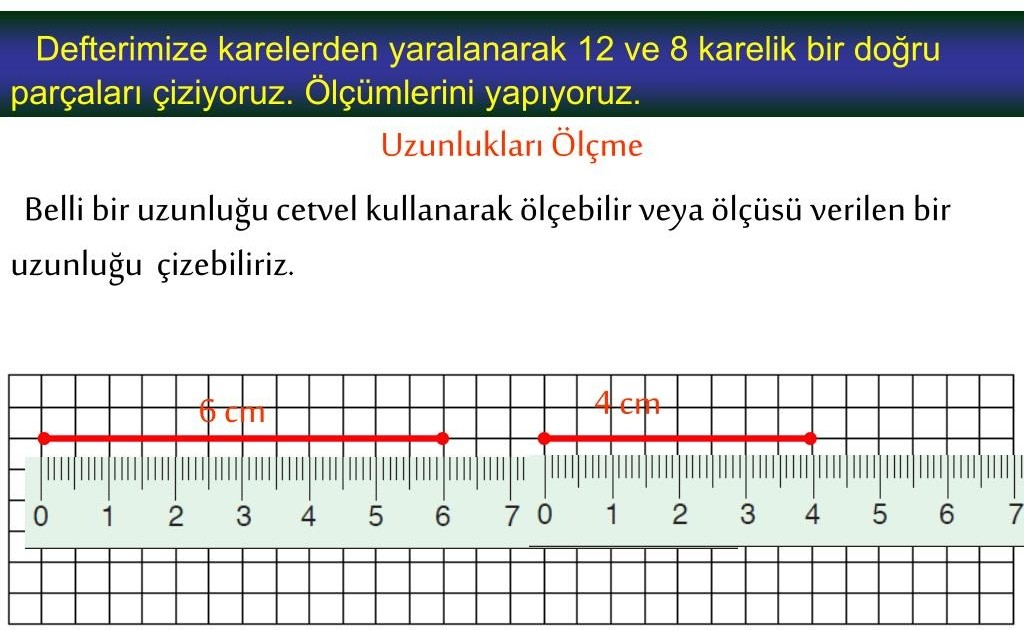 Defterimize karelerden yaralanarak 12 ve 8 karelik bir doğru
parçaları çiziyoruz. Ölçümlerini yapıyoruz.
Uzunlukları Ölçme
Belli bir uzunluğu cetvel kullanarak ölçebilir veya ölçüsü verilen bir
uzunluğu çizebiliriz.
6 cm
4 cm
0 1 2 3 4 5 6 7
0 1 2 3 4 5 6 7